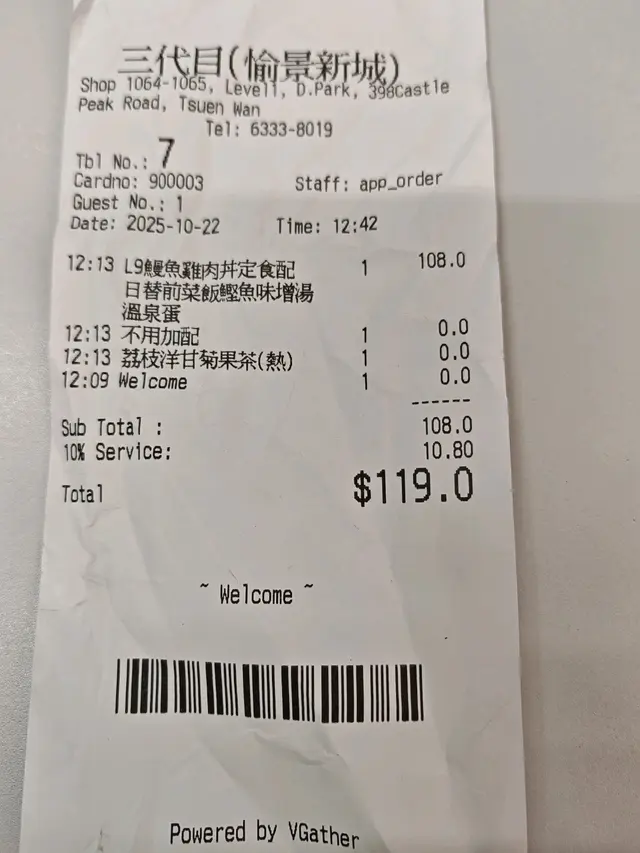 三代目(愉景新城)
Shop 1064-1065, Level1, D.Park, 398Castle
Peak Road, Tsuen Wan
Tel: 6333-8019
Tbl No.: 7
Cardno: 900003 Staff: app_order
Guest No.: 1
Date: 2025-10-22 Time: 12:42
12:13 L9鰻魚雞肉丼定食配 1 108.0
日替前菜飯鰹魚味增湯
溫泉蛋
12:13 不用加配 1 0.0
12:13 荔枝洋甘菊果茶(熱) 1 0.0
12:09 Welcome 1 0.0
------
Sub Total : 108.0
10% Service: 10.80
Total $119.0
~ Welcome ~
Powered by VGather